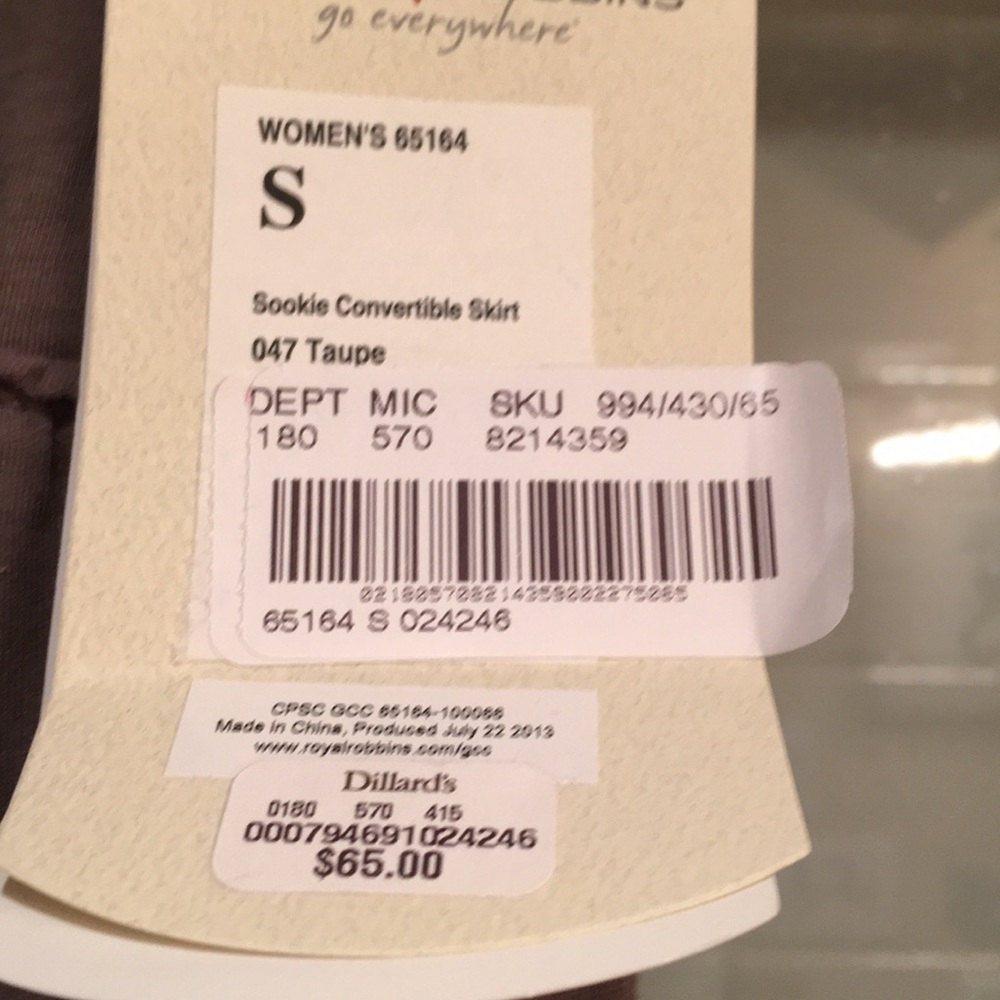 go everywhere
WOMEN'S 65164
S
Sookie Convertible Skirt
047 Taupe
DEPT MIC SKU 994/430/65
180 570 8214359
65164 S 024246
CPSC GCC 65164-100066
Made in China, Produced July 22 2013
www.royalrobbins.com/gcc
Dillard's
0180 570 415
000794691024246
$65.00